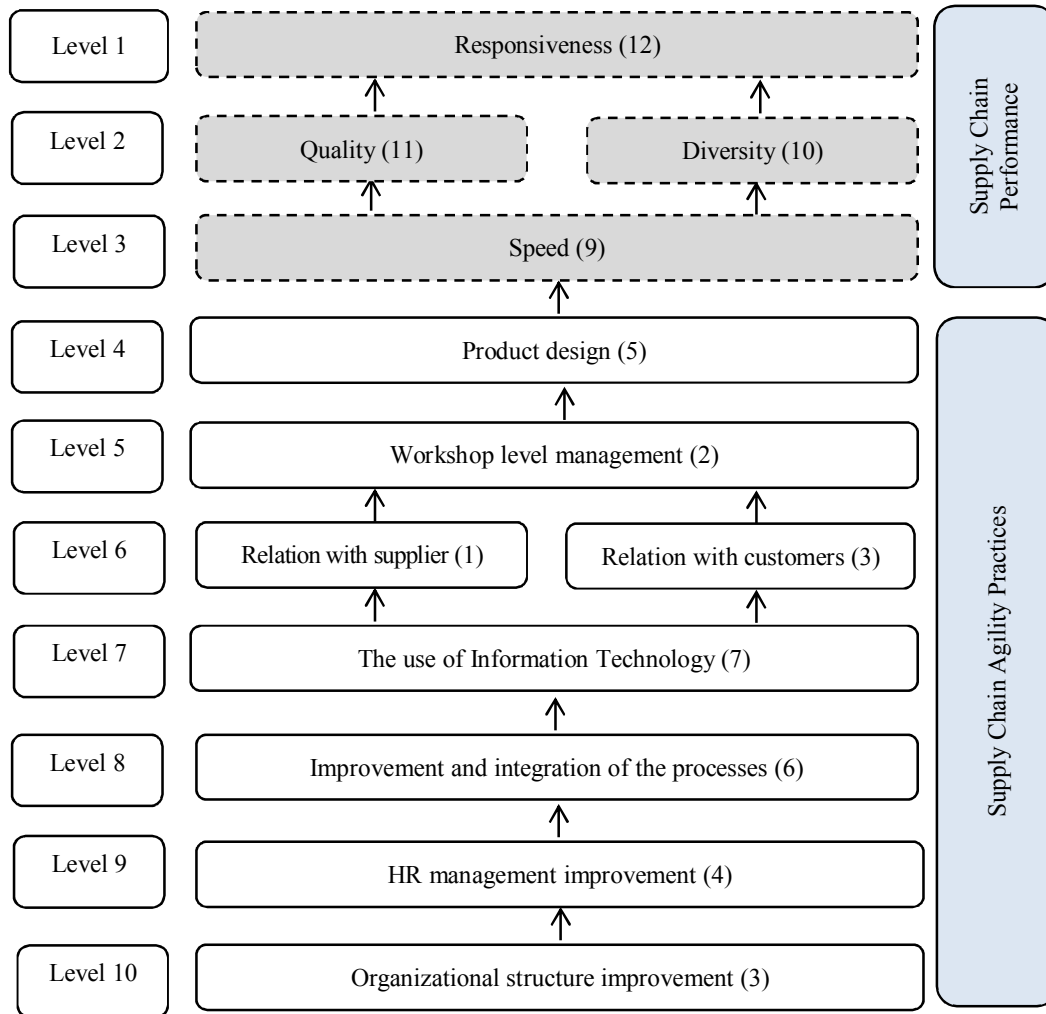 Level 1
Responsiveness (12)
Level 2
Quality (11)
Diversity (10)
Level 3
Speed (9)
Supply Chain
Performance
Level 4
Product design (5)
Level 5
Workshop level management (2)
Level 6
Relation with supplier (1)
Relation with customers (3)
Level 7
The use of Information Technology (7)
Level 8
Improvement and integration of the processes (6)
Level 9
HR management improvement (4)
Level 10
Organizational structure improvement (3)
Supply Chain Agility Practices